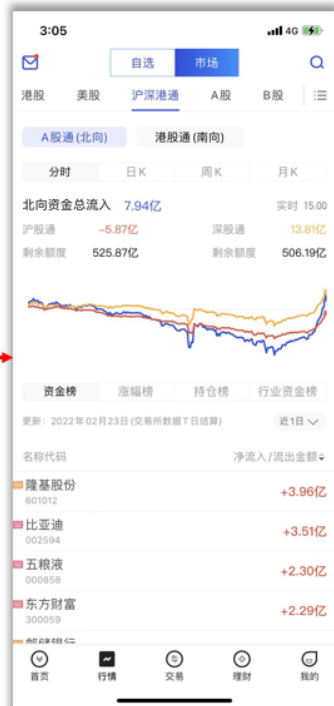 3:05 4G
自选 市场
港股 美股 沪深港通 A股 B股
A股通(北向) 港股通(南向)
分时 日K 周K 月K
北向资金总流入 7.94亿 实时 15:00
沪股通 -5.87亿 深股通 13.81亿
剩余额度 525.87亿 剩余额度 506.19亿
资金榜 涨幅榜 持仓榜 行业资金榜
更新：2022年02月23日(交易所数据T日结算) 近1日
名称代码 净流入/流出金额
隆基股份 +3.96亿
601012
比亚迪 +3.51亿
002594
五粮液 +2.30亿
000858
东方财富 +2.29亿
300059
首页 行情 交易 理财 我的